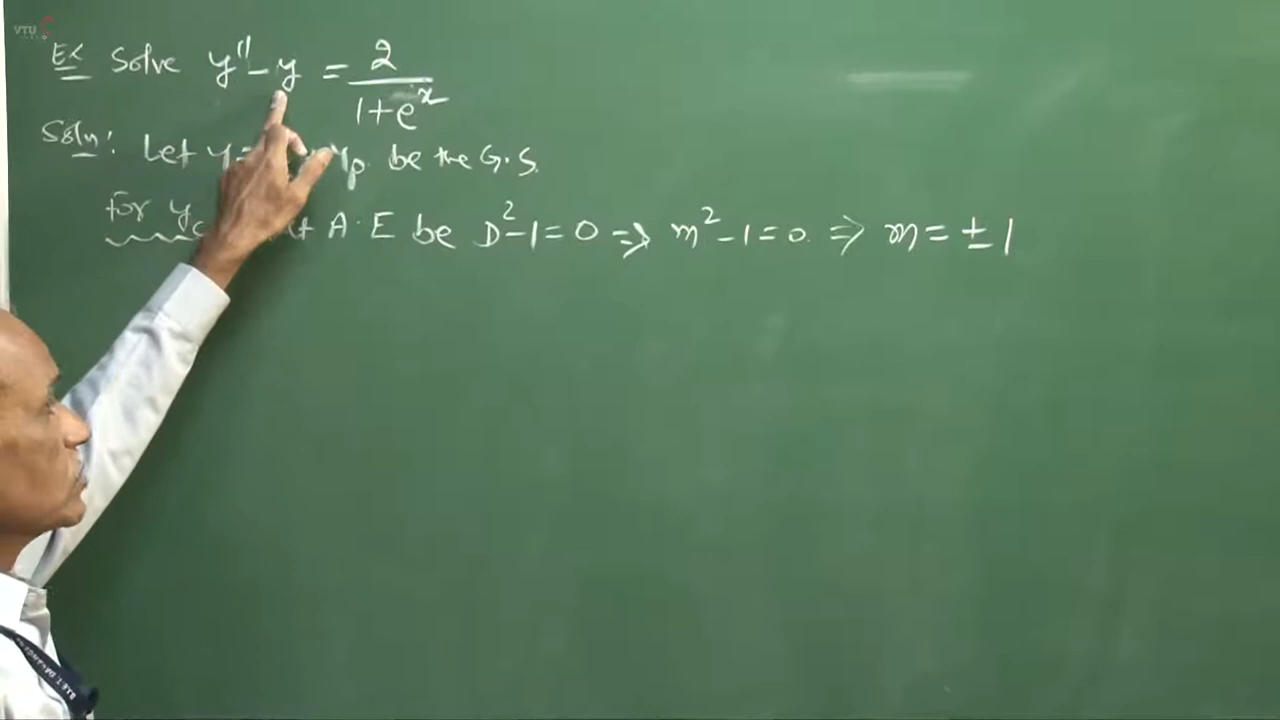 VTU
Ex Solve y'' - y = 2 / (1 + e^x)
Soln: Let y = yp be the G.S.
For yc A.E be D² - 1 = 0 ⇒ m² - 1 = 0 ⇒ m = ± 1